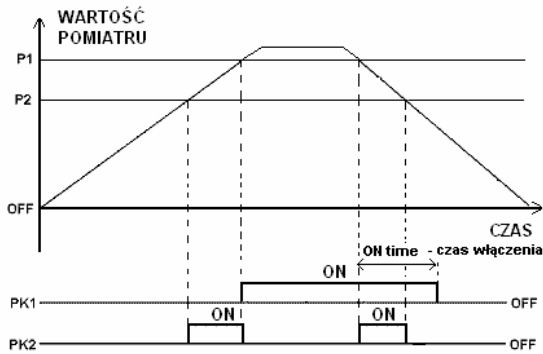 WARTOŚĆ
POMIATRU
P1
P2
OFF
CZAS
ON time - czas włączenia
ON
PK1 OFF
ON ON
PK2 OFF